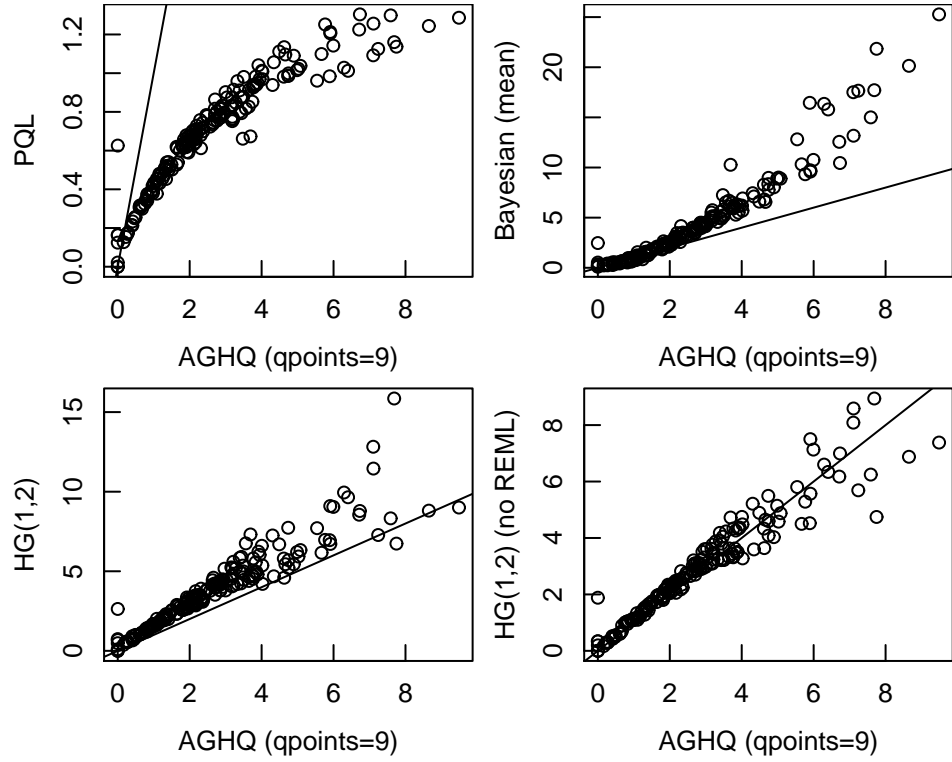 PQL
0.0 0.4 0.8 1.2
0 2 4 6 8
AGHQ (qpoints=9)
Bayesian (mean)
0 5 10 20
0 2 4 6 8
AGHQ (qpoints=9)
HG(1,2)
0 5 10 15
0 2 4 6 8
AGHQ (qpoints=9)
HG(1,2) (no REML)
0 2 4 6 8
0 2 4 6 8
AGHQ (qpoints=9)